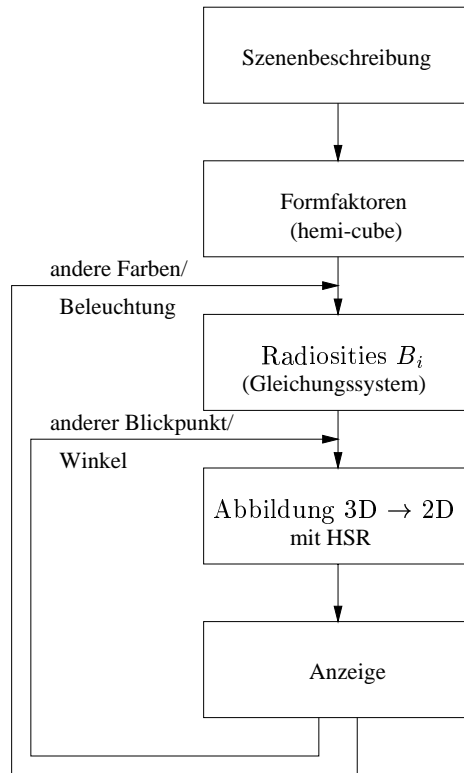 Szenenbeschreibung
Formfaktoren
(hemi-cube)
andere Farben/
Beleuchtung
Radiosities $B_i$
(Gleichungssystem)
anderer Blickpunkt/
Winkel
Abbildung 3D → 2D
mit HSR
Anzeige